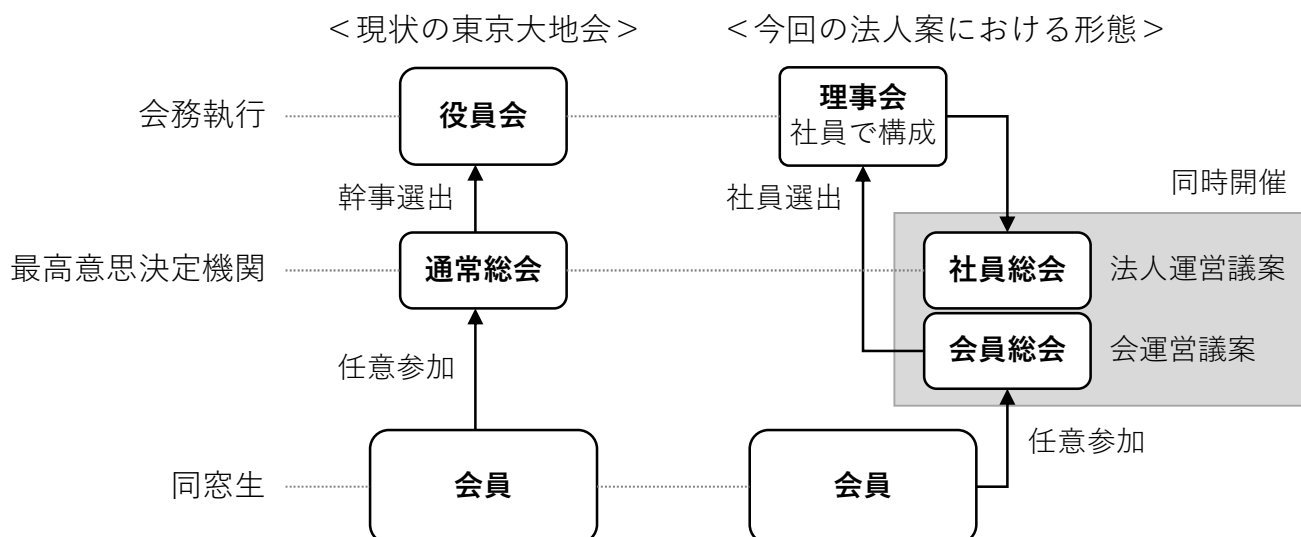 ＜現状の東京大地会＞
＜今回の法人案における形態＞
会務執行
役員会
理事会
社員で構成
幹事選出
社員選出
同時開催
最高意思決定機関
通常総会
社員総会
法人運営議案
会員総会
会運営議案
任意参加
任意参加
同窓生
会員
会員